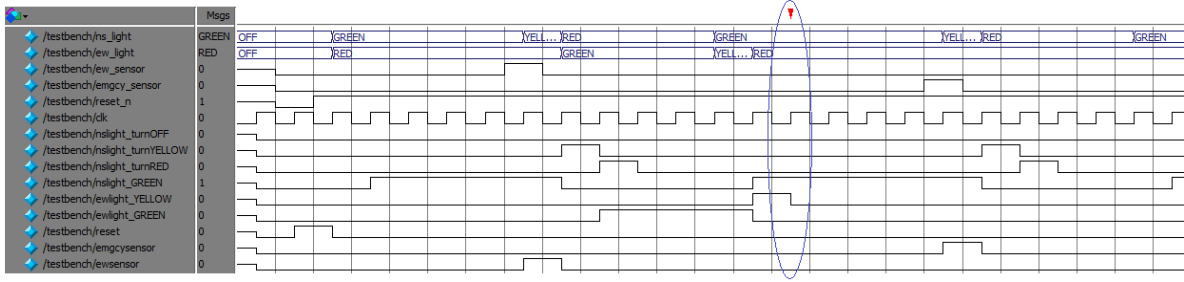 Msgs
/testbench/ns_light GREEN OFF GREEN YELL... RED GREEN YELL... RED GREEN
/testbench/ew_light RED OFF RED GREEN YELL... RED
/testbench/ew_sensor 0
/testbench/emgcy_sensor 0
/testbench/reset_n 1
/testbench/clk 0
/testbench/nslight_turnOFF 0
/testbench/nslight_turnYELLOW 0
/testbench/nslight_turnRED 0
/testbench/nslight_GREEN 1
/testbench/ewlight_YELLOW 0
/testbench/ewlight_GREEN 0
/testbench/reset 0
/testbench/emgcysensor 0
/testbench/ewsensor 0